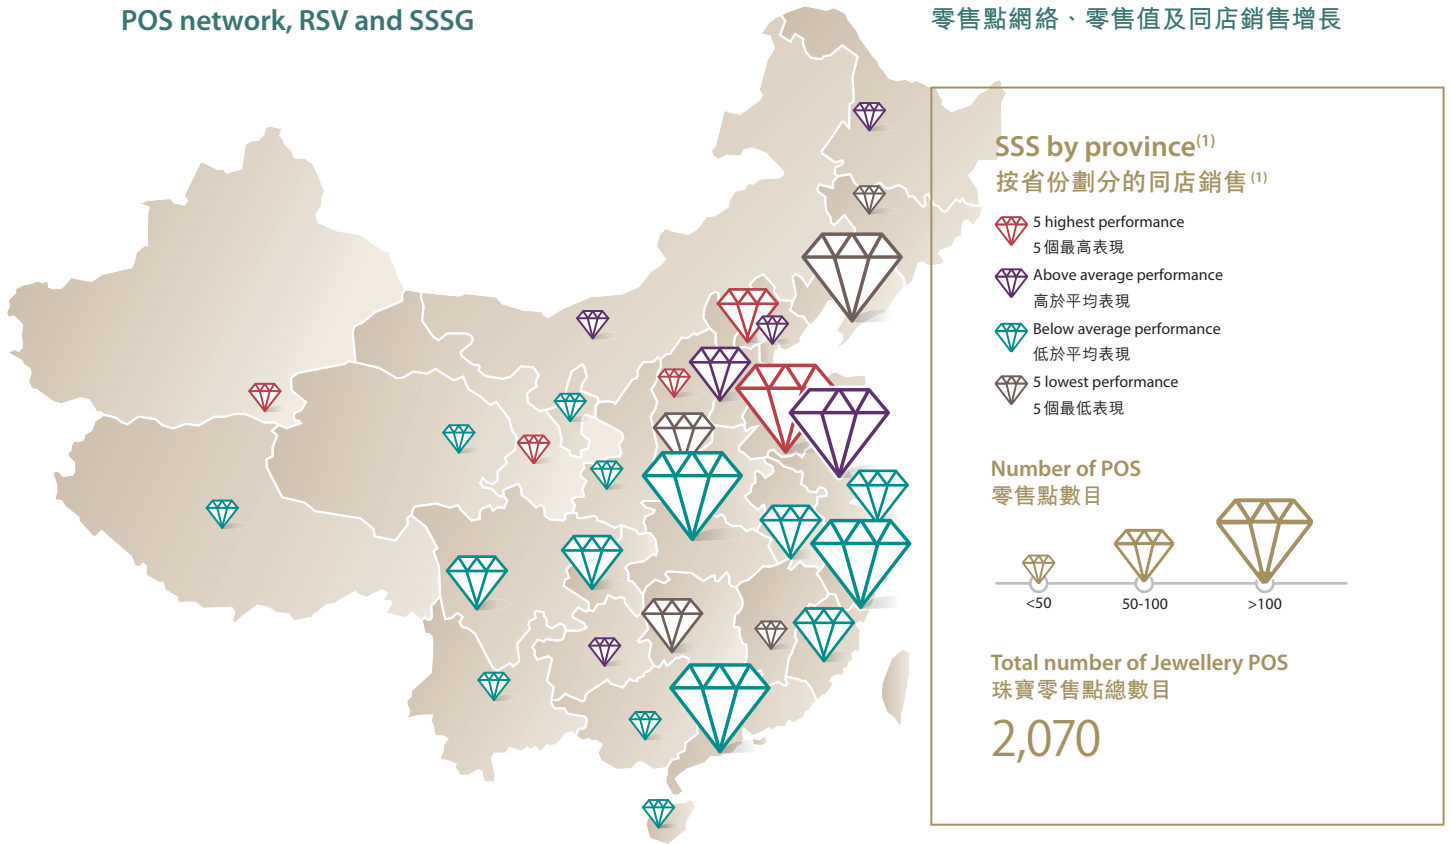 POS network, RSV and SSSG
零售點網絡、零售值及同店銷售增長
SSS by province(1)
按省份劃分的同店銷售(1)
5 highest performance
5個最高表現
Above average performance
高於平均表現
Below average performance
低於平均表現
5 lowest performance
5個最低表現
Number of POS
零售點數目
<50 50-100 >100
Total number of Jewellery POS
珠寶零售點總數目
2,070